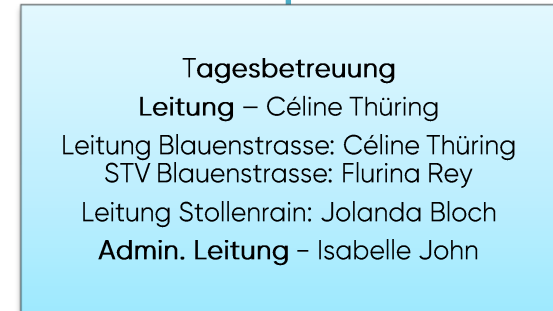 Tagesbetreuung
Leitung – Céline Thüring
Leitung Blauenstrasse: Céline Thüring
STV Blauenstrasse: Flurina Rey
Leitung Stollenrain: Jolanda Bloch
Admin. Leitung - Isabelle John